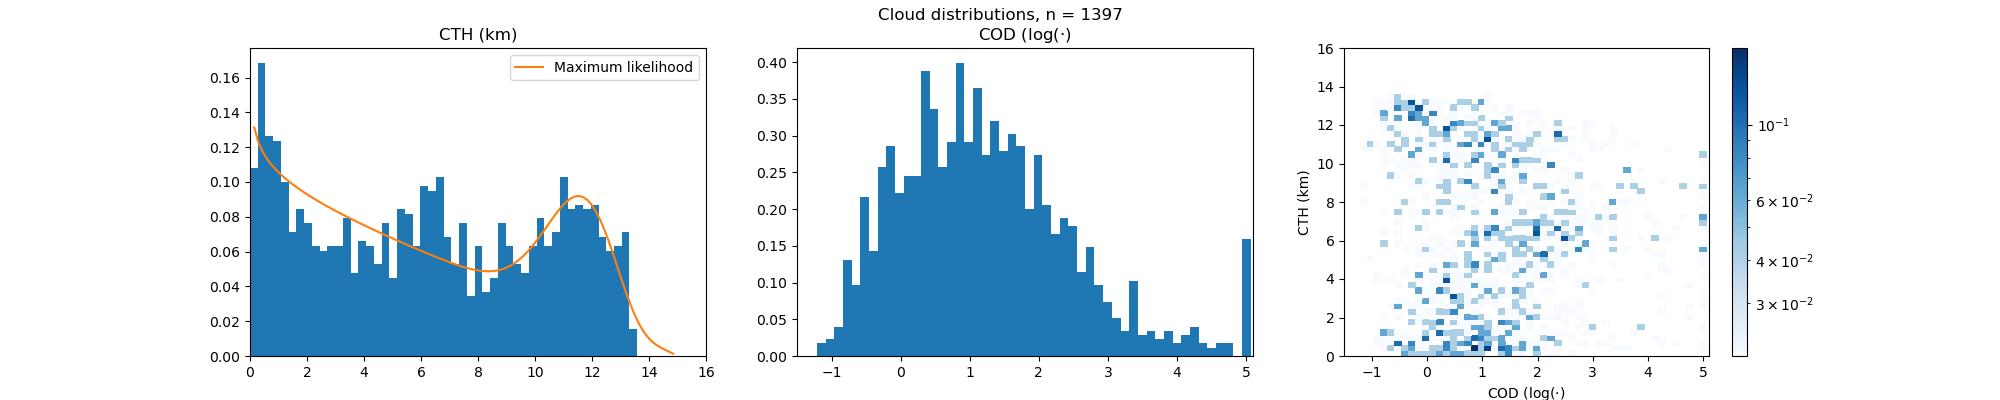 Cloud distributions, n = 1397
CTH (km)
Maximum likelihood
0.16
0.14
0.12
0.10
0.08
0.06
0.04
0.02
0.00
0 2 4 6 8 10 12 14 16
COD (log(·)
0.40
0.35
0.30
0.25
0.20
0.15
0.10
0.05
0.00
−1 0 1 2 3 4 5
CTH (km)
16
14
12
10
8
6
4
2
0
−1 0 1 2 3 4 5
COD (log(·)
10⁻¹
6 × 10⁻²
4 × 10⁻²
3 × 10⁻²